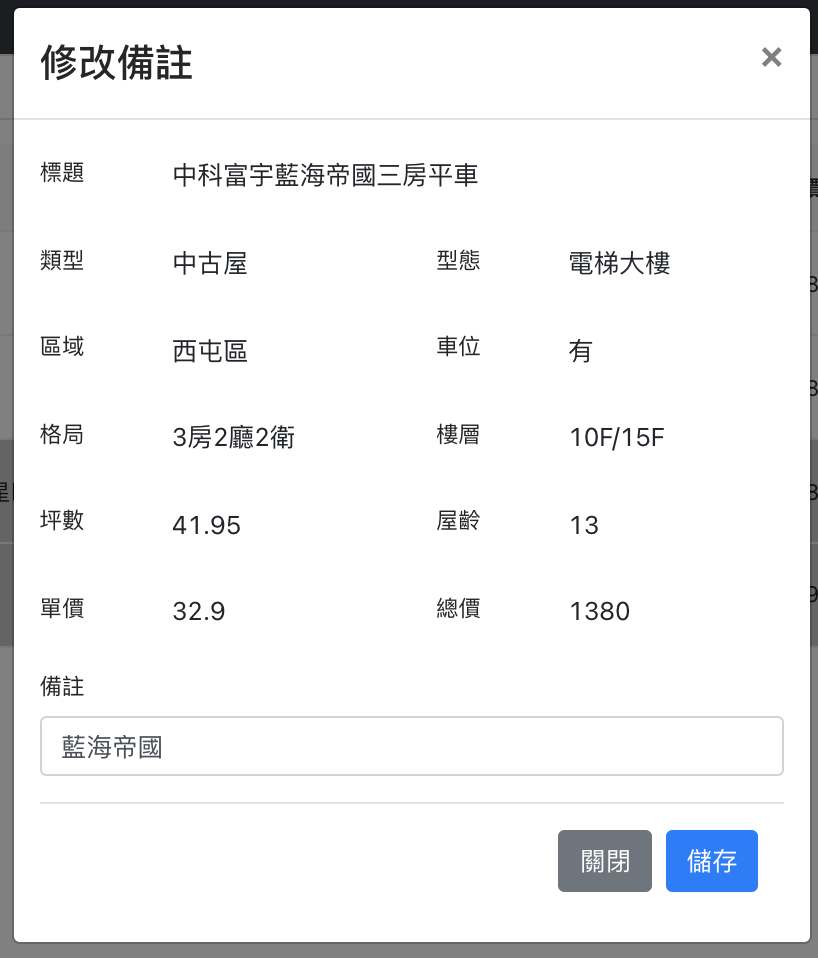 修改備註 ×
標題 中科富宇藍海帝國三房平車
類型 中古屋 型態 電梯大樓
區域 西屯區 車位 有
格局 3房2廳2衛 樓層 10F/15F
坪數 41.95 屋齡 13
單價 32.9 總價 1380
備註
藍海帝國
關閉 儲存